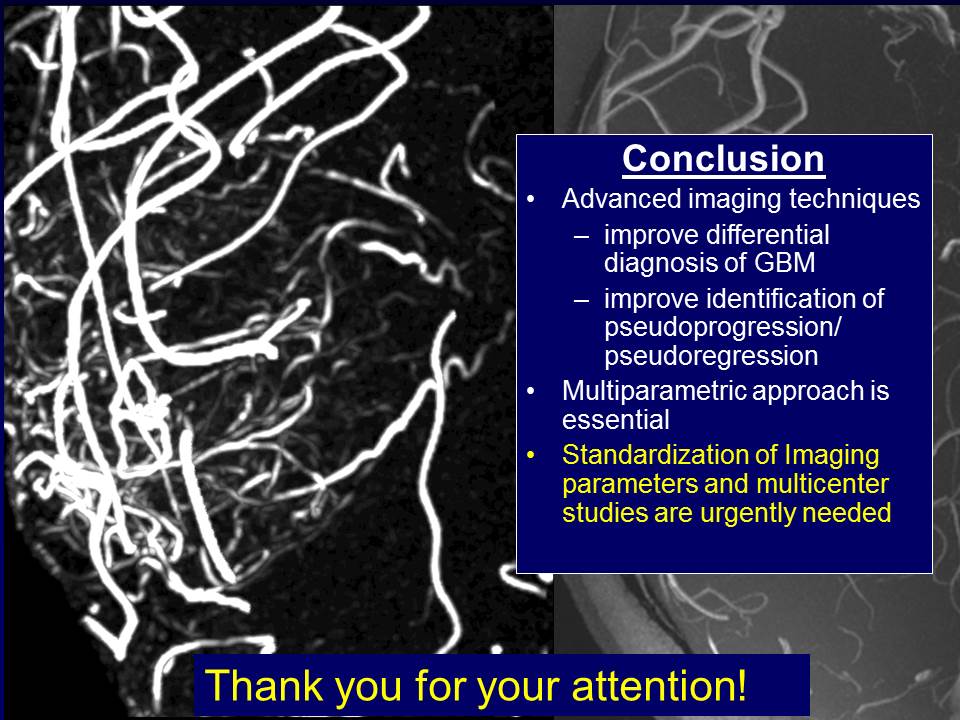 Conclusion
• Advanced imaging techniques
– improve differential
diagnosis of GBM
– improve identification of
pseudoprogression/
pseudoregression
• Multiparametric approach is
essential
• Standardization of Imaging
parameters and multicenter
studies are urgently needed
Thank you for your attention!